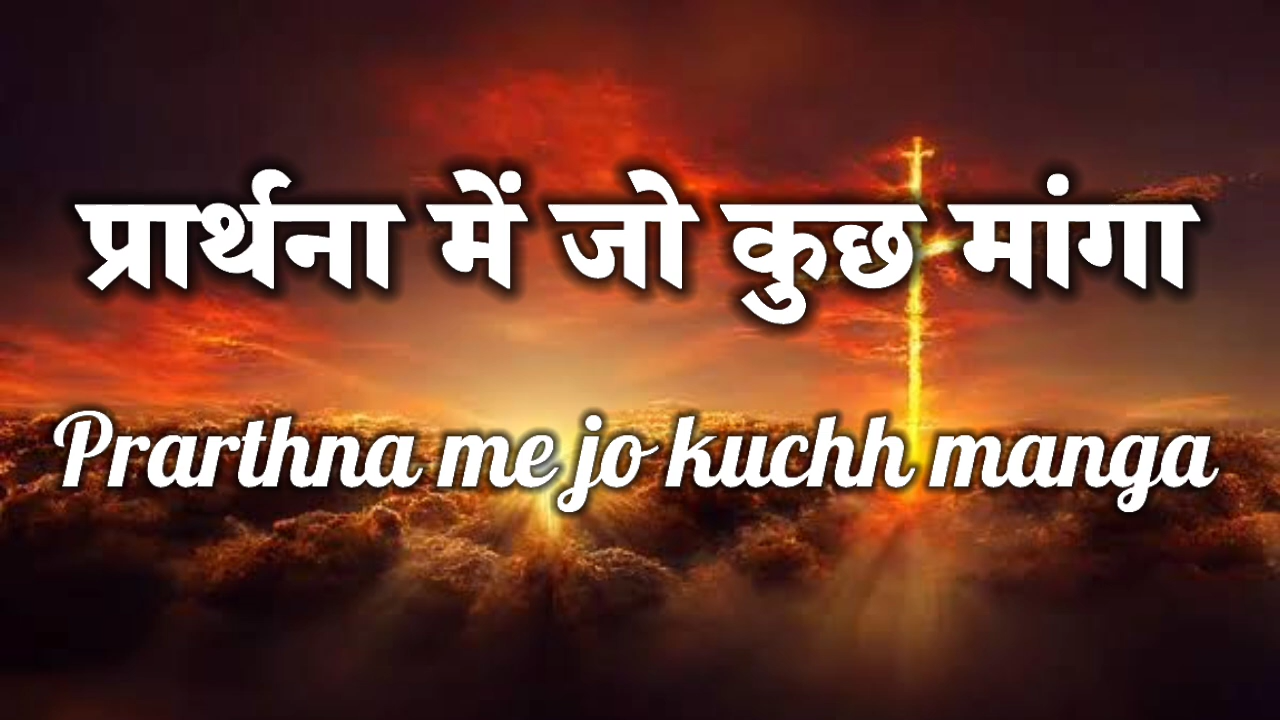 प्रार्थना में जो कुछ मांगा
Prarthna me jo kuchh manga